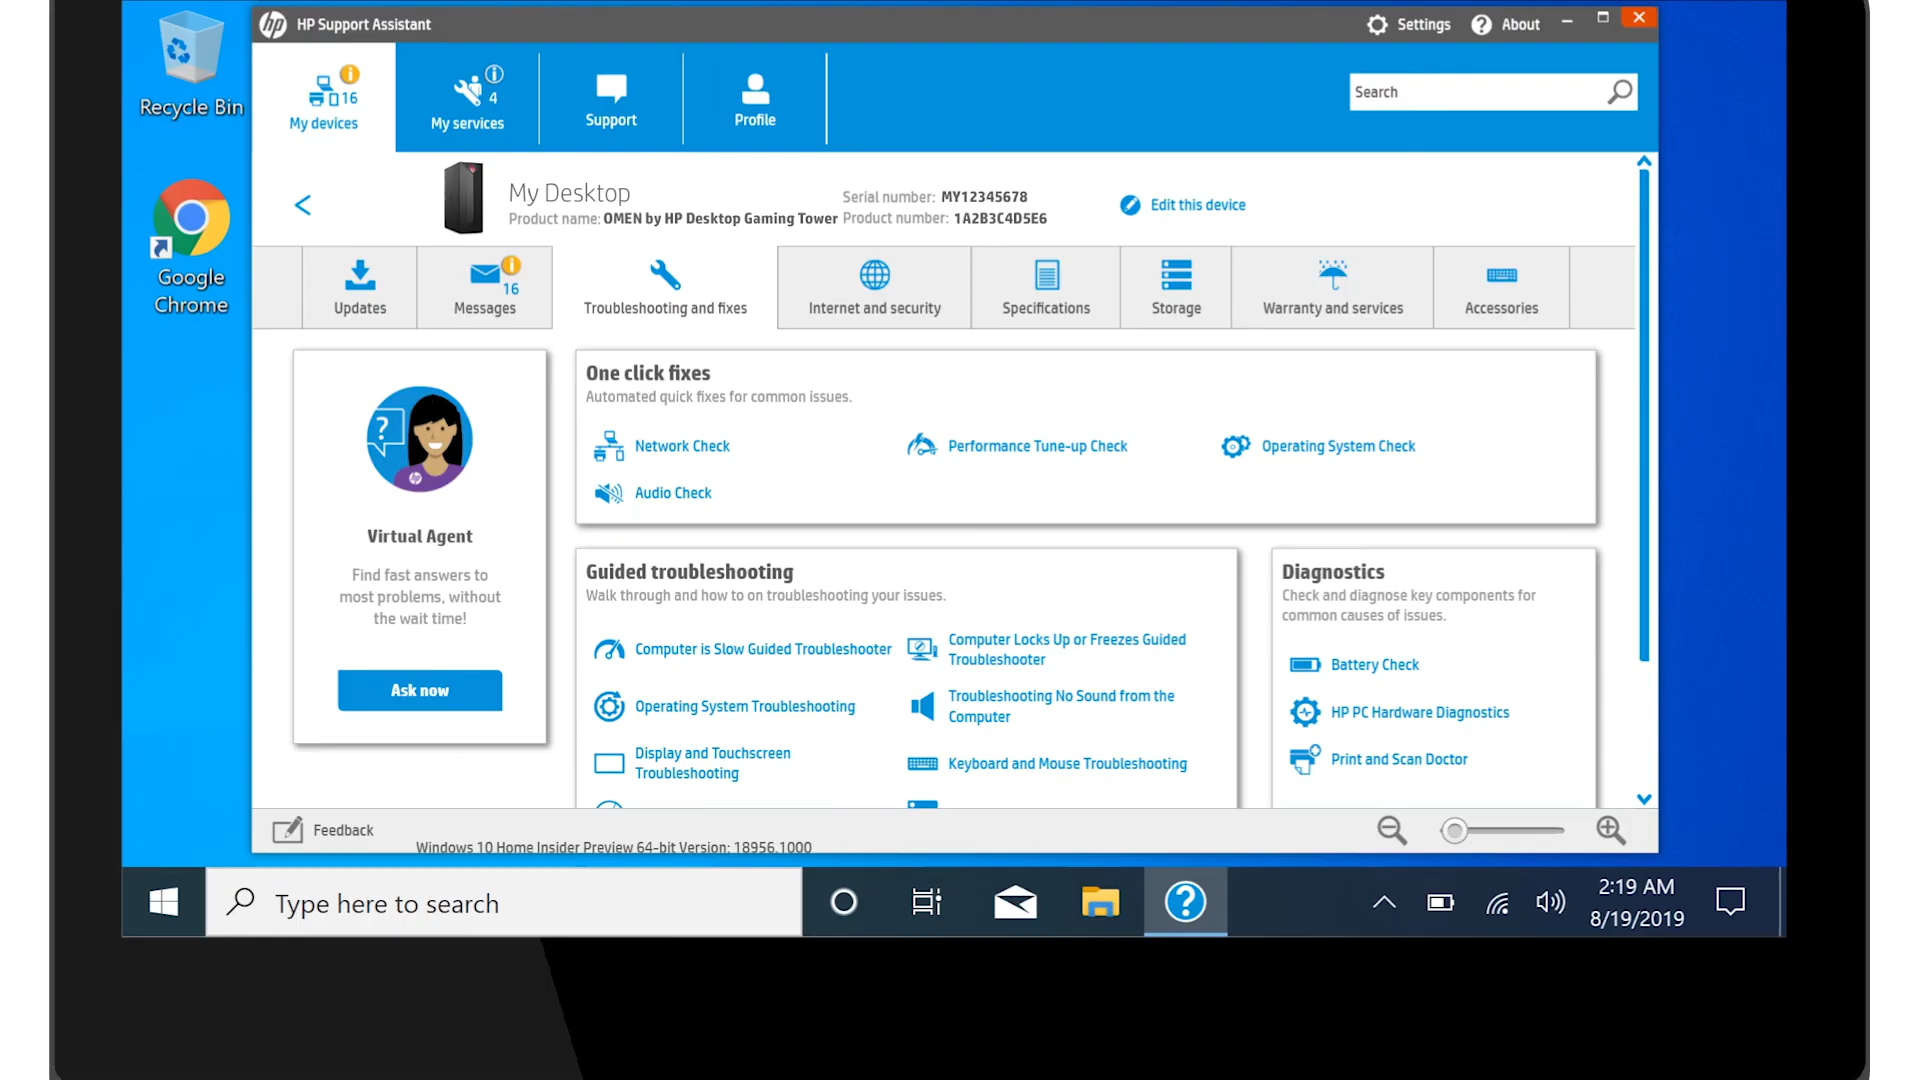 Recycle Bin
Google
Chrome
hp HP Support Assistant
Settings
About
16
My devices
4
My services
Support
Profile
Search
My Desktop
Product name: OMEN by HP Desktop Gaming Tower
Serial number: MY12345678
Product number: 1A2B3C4D5E6
Edit this device
Updates
16
Messages
Troubleshooting and fixes
Internet and security
Specifications
Storage
Warranty and services
Accessories
?
hp
Virtual Agent
Find fast answers to
most problems, without
the wait time!
Ask now
One click fixes
Automated quick fixes for common issues.
Network Check
Performance Tune-up Check
Operating System Check
Audio Check
Guided troubleshooting
Walk through and how to on troubleshooting your issues.
Computer is Slow Guided Troubleshooter
Computer Locks Up or Freezes Guided
Troubleshooter
Operating System Troubleshooting
Troubleshooting No Sound from the
Computer
Display and Touchscreen
Troubleshooting
Keyboard and Mouse Troubleshooting
Diagnostics
Check and diagnose key components for
common causes of issues.
Battery Check
HP PC Hardware Diagnostics
Print and Scan Doctor
Feedback
Windows 10 Home Insider Preview 64-bit Version: 18956.1000
Type here to search
?
2:19 AM
8/19/2019